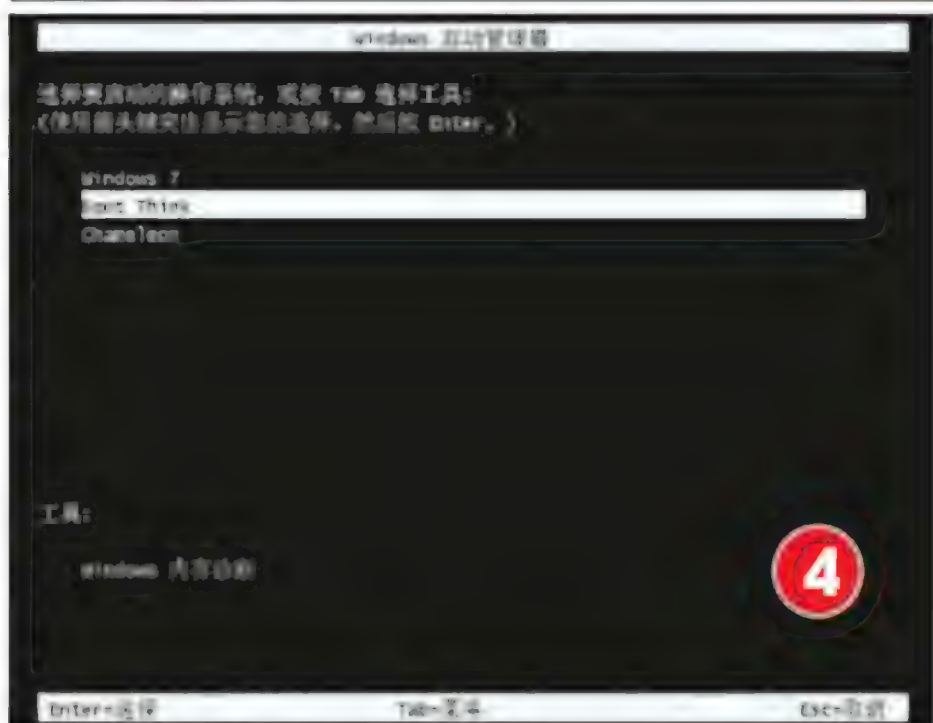 Windows 启动管理器
选择要启动的操作系统，或按 Tab 选择工具:
(使用箭头键突出显示您的选择，然后按 Enter。)
Windows 7
Boot Think
Chameleon
工具:
Windows 内存诊断
4
Enter=选择 Tab=菜单 Esc=取消